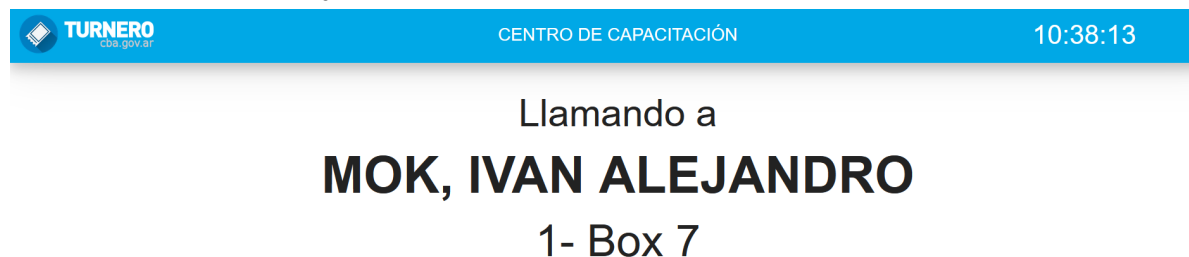 TURNERO
cba.gov.ar
CENTRO DE CAPACITACIÓN
10:38:13
Llamando a
MOK, IVAN ALEJANDRO
1- Box 7